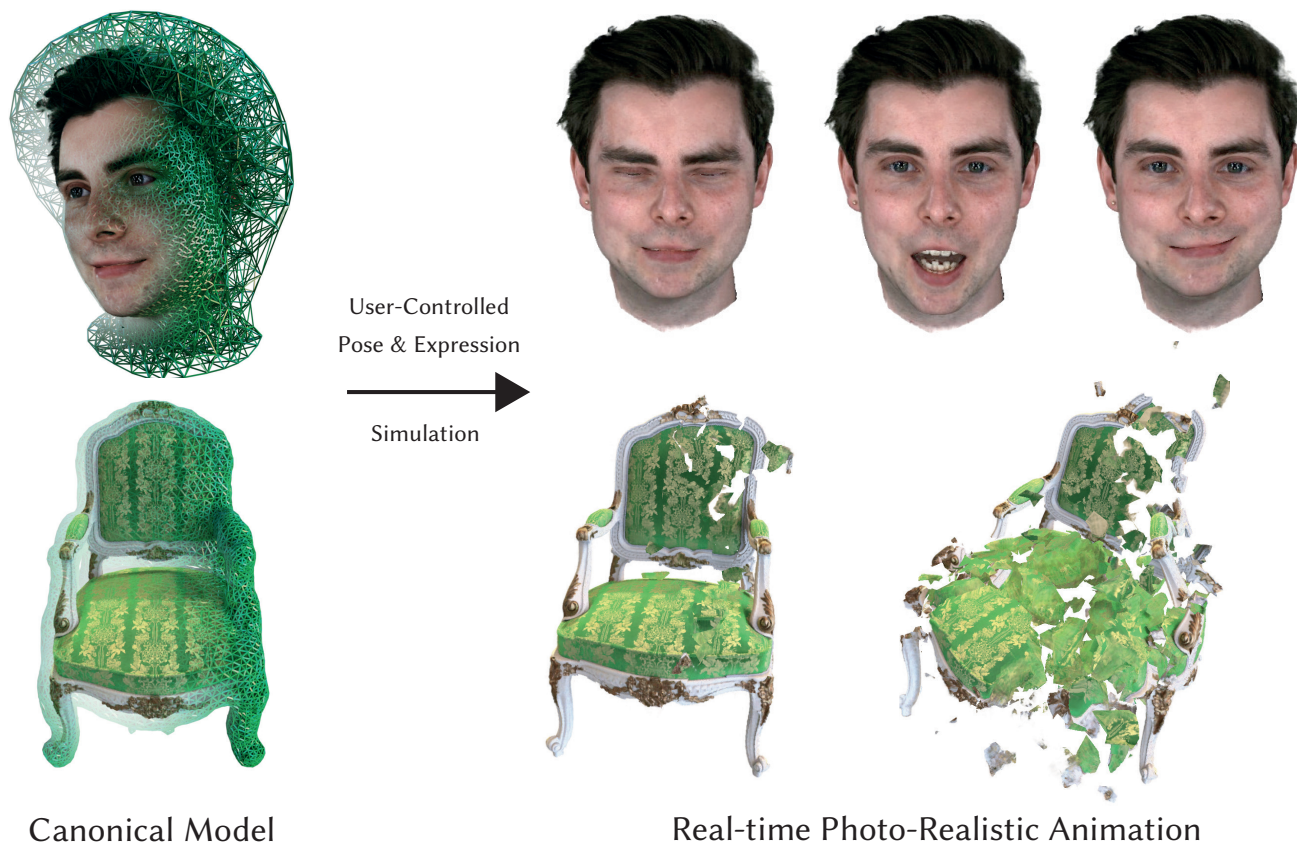 User-Controlled
Pose & Expression
Simulation
Canonical Model
Real-time Photo-Realistic Animation